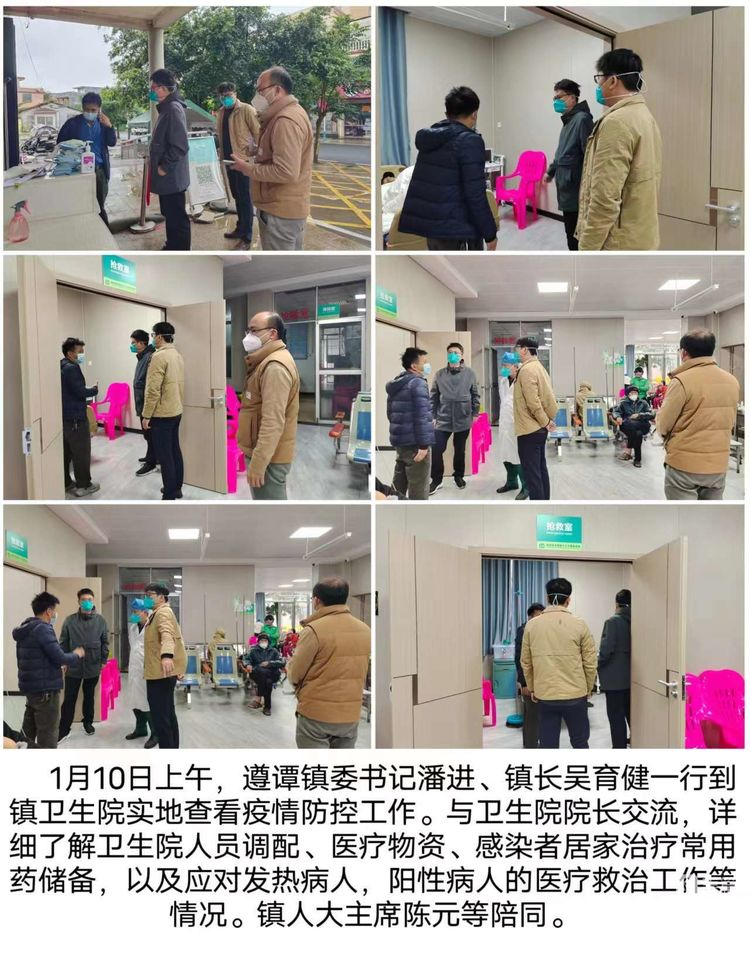 抢救室
抢救室
抢救室
抢救室
1月10日上午，遵谭镇委书记潘进、镇长吴育健一行到
镇卫生院实地查看疫情防控工作。与卫生院院长交流，详
细了解卫生院人员调配、医疗物资、感染者居家治疗常用
药储备，以及应对发热病人，阳性病人的医疗救治工作等
情况。镇人大主席陈元等陪同。